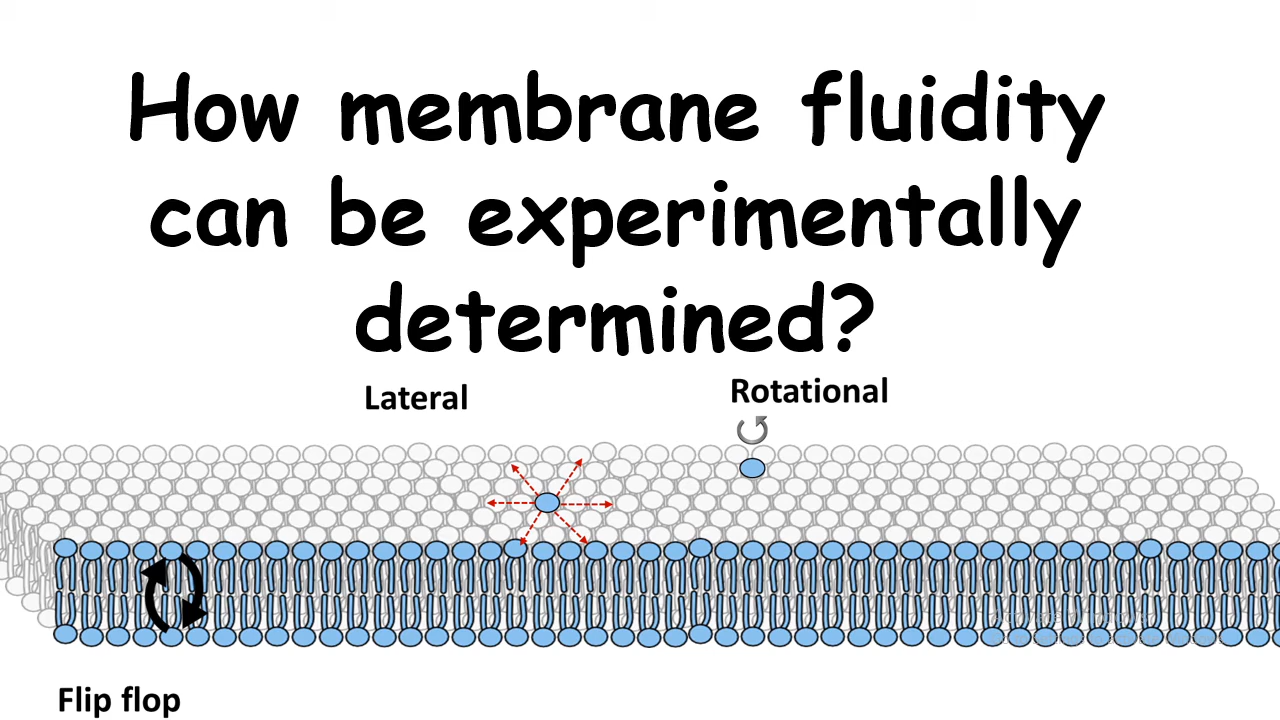 How membrane fluidity
can be experimentally
determined?
Lateral
Rotational
Flip flop